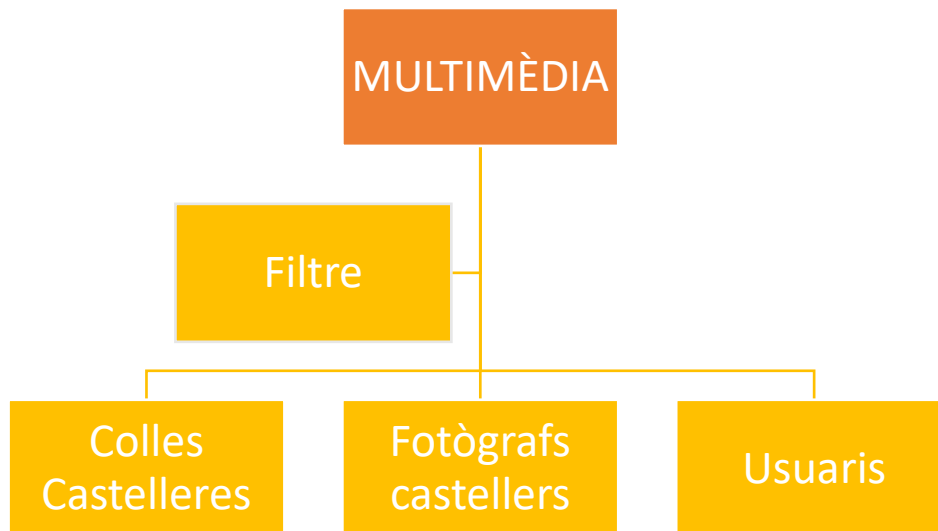 MULTIMÈDIA
Filtre
Colles
Castelleres
Fotògrafs
castellers
Usuaris